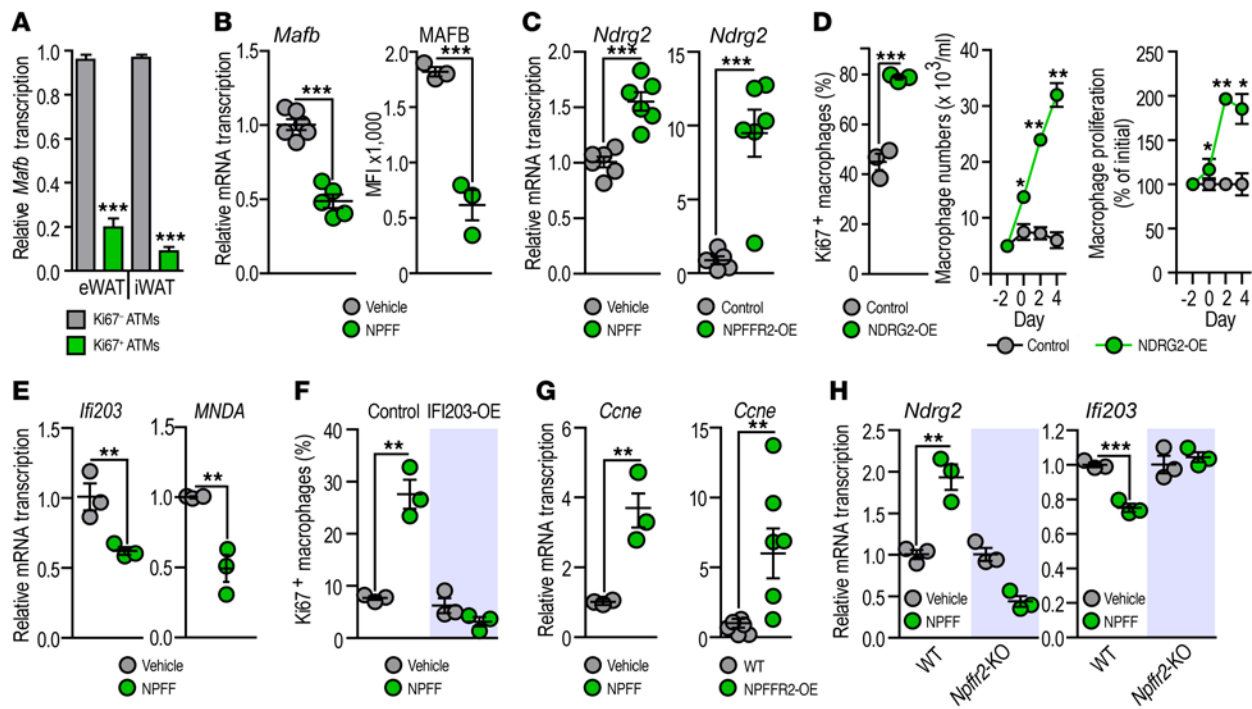 A
Relative Mafb transcription
1.0
0.8
0.6
0.4
0.2
0.0
***
***
eWAT iWAT
Ki67⁻ ATMs
Ki67⁺ ATMs
B
Mafb
Relative mRNA transcription
1.5
1.0
0.5
0.0
***
MAFB
MFI x1,000
2.0
1.5
1.0
0.5
0
***
Vehicle
NPFF
C
Ndrg2
Relative mRNA transcription
2.0
1.5
1.0
0.5
0.0
***
Vehicle
NPFF
Ndrg2
15
10
5
0
***
Control
NPFFR2-OE
D
Ki67⁺ macrophages (%)
80
60
40
20
0
***
Control
NDRG2-OE
Macrophage numbers (x 10³/ml)
40
30
20
10
0
*
**
**
-2 0 2 4
Day
Macrophage proliferation
(% of initial)
250
200
150
100
50
0
*
** *
-2 0 2 4
Day
Control NDRG2-OE
E
Ifi203
Relative mRNA transcription
1.5
1.0
0.5
0.0
**
MNDA
1.5
1.0
0.5
0.0
**
Vehicle
NPFF
F
Control IFI203-OE
Ki67⁺ macrophages (%)
40
30
20
10
0
**
Vehicle
NPFF
G
Ccne
Relative mRNA transcription
6
4
2
0
**
Vehicle
NPFF
Ccne
15
10
5
0
**
WT
NPFFR2-OE
H
Ndrg2
Relative mRNA transcription
2.5
2.0
1.5
1.0
0.5
0.0
**
Vehicle
NPFF
WT
Npffr2-KO
Ifi203
1.2
1.0
0.8
0.6
0.4
0.2
0.0
***
Vehicle
NPFF
WT
Npffr2-KO